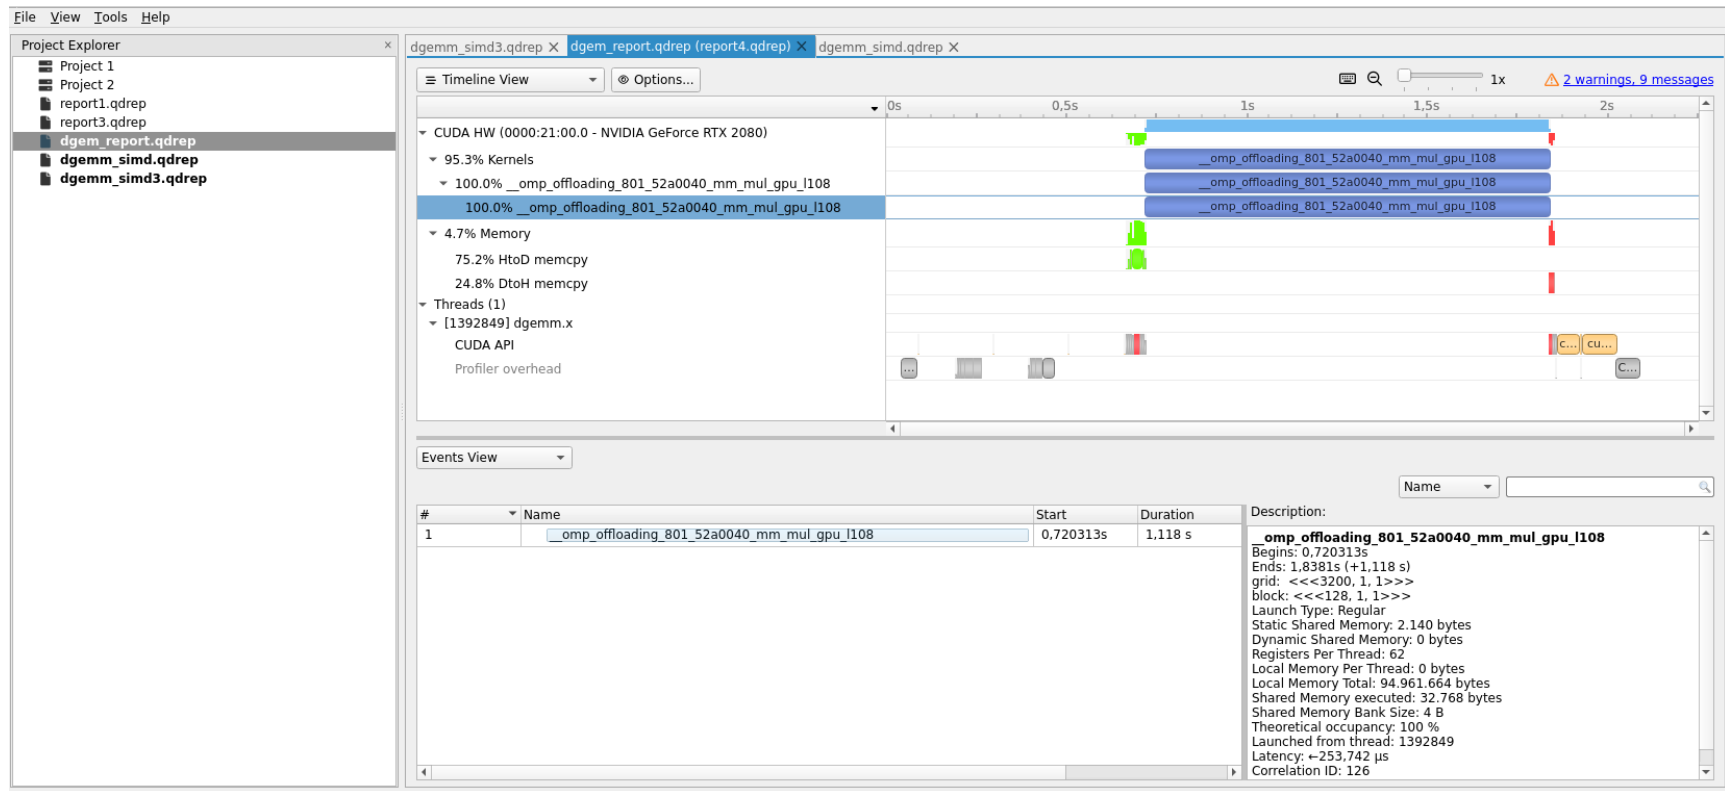 File View Tools Help
Project Explorer ×
Project 1
Project 2
report1.qdrep
report3.qdrep
dgem_report.qdrep
dgemm_simd.qdrep
dgemm_simd3.qdrep
dgemm_simd3.qdrep dgem_report.qdrep (report4.qdrep) dgemm_simd.qdrep
Timeline View Options... 1x 2 warnings, 9 messages
0s 0,5s 1s 1,5s 2s
CUDA HW (0000:21:00.0 - NVIDIA GeForce RTX 2080)
95.3% Kernels __omp_offloading_801_52a0040_mm_mul_gpu_l108
100.0% __omp_offloading_801_52a0040_mm_mul_gpu_l108 __omp_offloading_801_52a0040_mm_mul_gpu_l108
100.0% __omp_offloading_801_52a0040_mm_mul_gpu_l108 __omp_offloading_801_52a0040_mm_mul_gpu_l108
4.7% Memory
75.2% HtoD memcpy
24.8% DtoH memcpy
Threads (1)
[1392849] dgemm.x
CUDA API c... cu...
Profiler overhead ... C...
Events View
Name
# Name Start Duration
1 __omp_offloading_801_52a0040_mm_mul_gpu_l108 0,720313s 1,118 s
Description:
__omp_offloading_801_52a0040_mm_mul_gpu_l108
Begins: 0,720313s
Ends: 1,8381s (+1,118 s)
grid: <<<3200, 1, 1>>>
block: <<<128, 1, 1>>>
Launch Type: Regular
Static Shared Memory: 2.140 bytes
Dynamic Shared Memory: 0 bytes
Registers Per Thread: 62
Local Memory Per Thread: 0 bytes
Local Memory Total: 94.961.664 bytes
Shared Memory executed: 32.768 bytes
Shared Memory Bank Size: 4 B
Theoretical occupancy: 100 %
Launched from thread: 1392849
Latency: ←253,742 μs
Correlation ID: 126